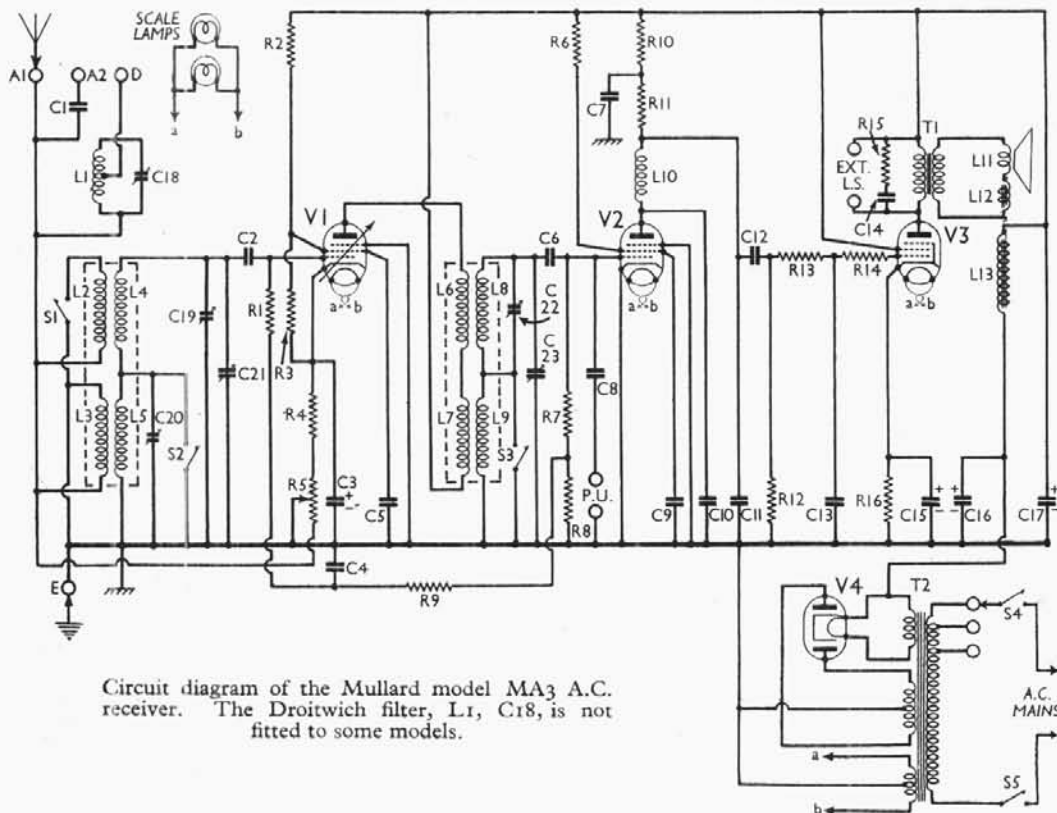 SCALE
LAMPS
a b
A1 A2 D
C1
L1 C18
R2
R6
R10
C7
R11
L10
R15
EXT.
L.S.
C14
T1
L11
L12
L13
V1
a b
V2
a b
V3
a b
C2
C6
C12
R13
R14
S1
L2 L4
L3 L5
C20
S2
C19
C21
R1
R3
R4
R5
C3
+
-
C5
C4
L6 L8
L7 L9
C
22
C
23
S3
R7
R8
C8
P.U.
C9
C10
C11
R12
C13
R16
C15
+
-
C16
+
-
C17
+
-
E
R9
V4
T2
S4
A.C.
MAINS
S5
a
b
Circuit diagram of the Mullard model MA3 A.C.
receiver. The Droitwich filter, L1, C18, is not
fitted to some models.